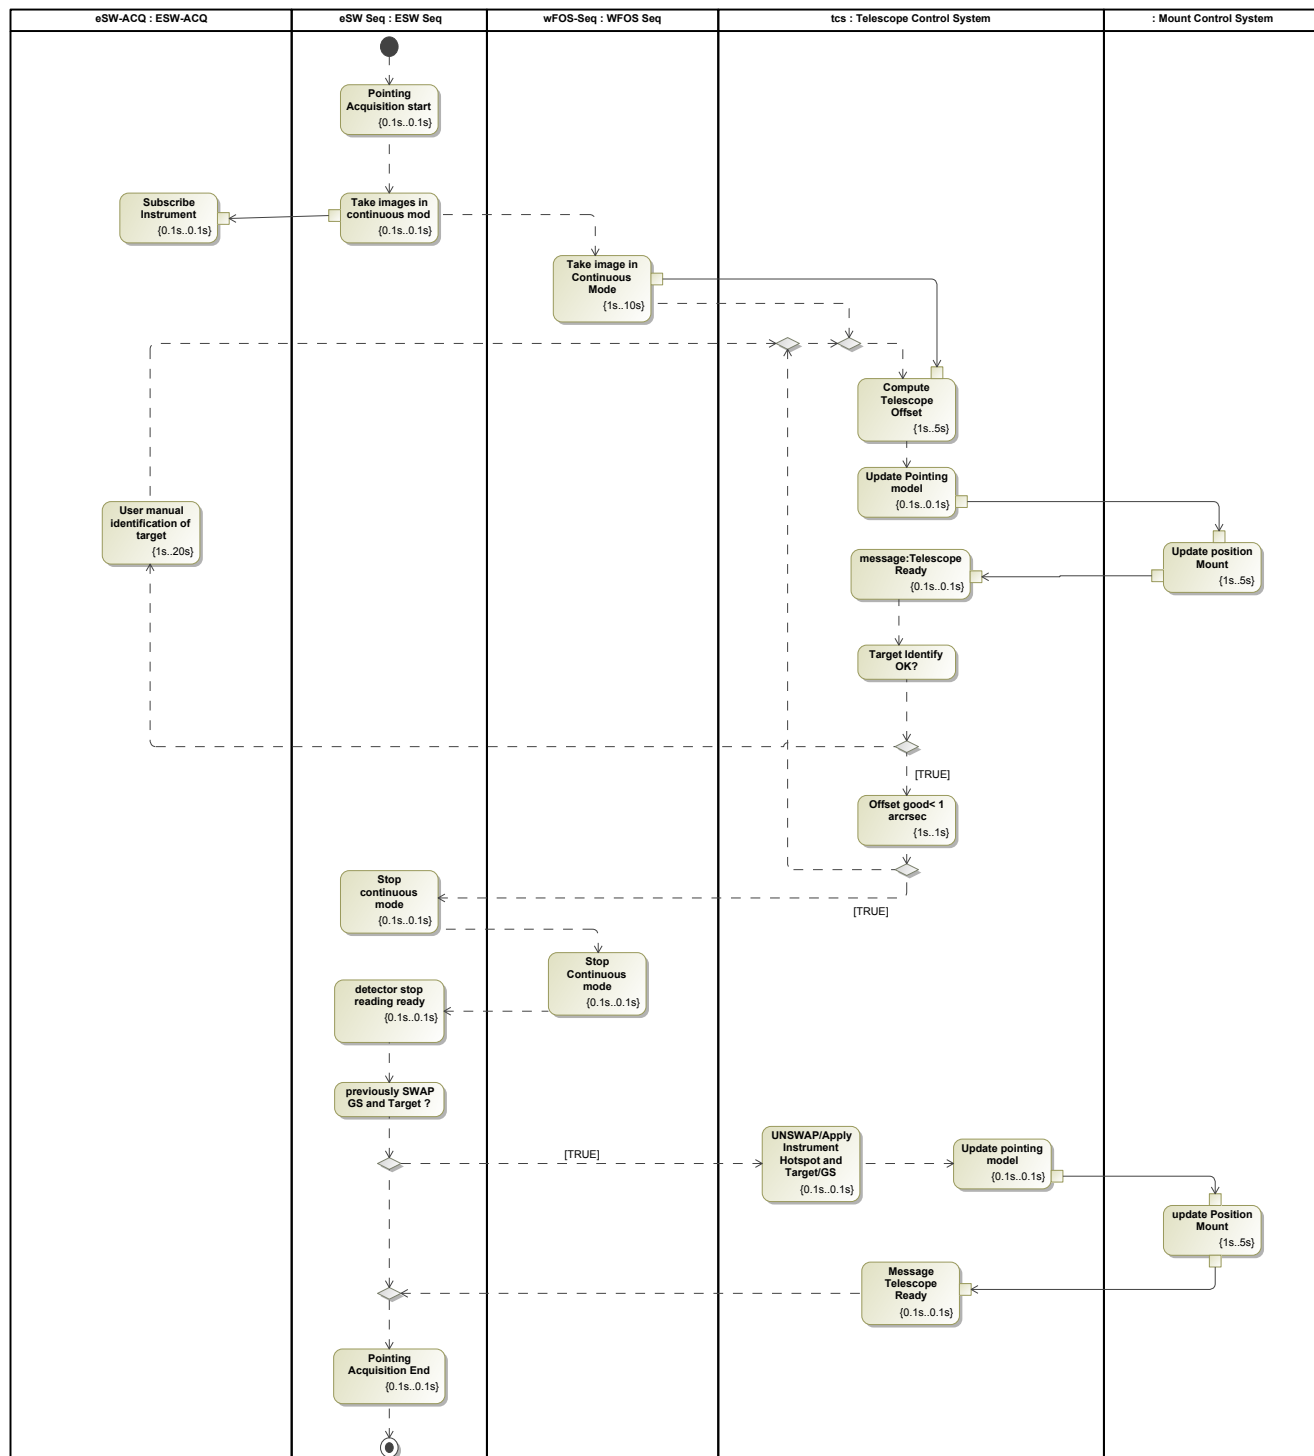 eSW-ACQ : ESW-ACQ
eSW Seq : ESW Seq
wFOS-Seq : WFOS Seq
tcs : Telescope Control System
: Mount Control System
Pointing
Acquisition start
{0.1s..0.1s}
Subscribe
Instrument
{0.1s..0.1s}
Take images in
continuous mod
{0.1s..0.1s}
Take image in
Continuous
Mode
{1s..10s}
Compute
Telescope
Offset
{1s..5s}
Update Pointing
model
{0.1s..0.1s}
User manual
identification of
target
{1s..20s}
message:Telescope
Ready
{0.1s..0.1s}
Update position
Mount
{1s..5s}
Target Identify
OK?
[TRUE]
Offset good< 1
arcrsec
{1s..1s}
[TRUE]
Stop
continuous
mode
{0.1s..0.1s}
Stop
Continuous
mode
{0.1s..0.1s}
detector stop
reading ready
{0.1s..0.1s}
previously SWAP
GS and Target ?
[TRUE]
UNSWAP/Apply
Instrument
Hotspot and
Target/GS
{0.1s..0.1s}
Update pointing
model
{0.1s..0.1s}
update Position
Mount
{1s..5s}
Message
Telescope
Ready
{0.1s..0.1s}
Pointing
Acquisition End
{0.1s..0.1s}